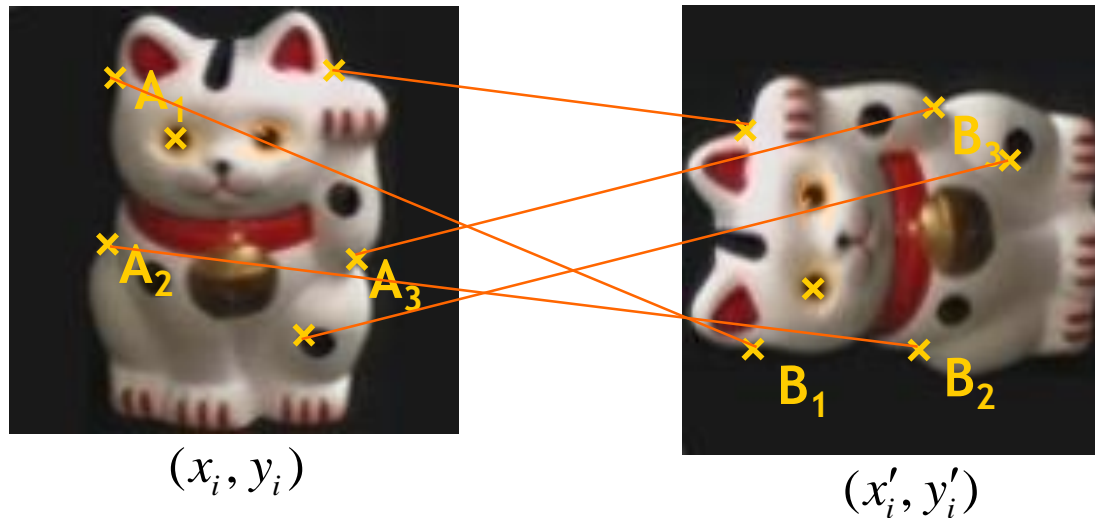 A₁
A₂
A₃
B₃
B₁
B₂
(xᵢ, yᵢ)
(x′ᵢ, y′ᵢ)